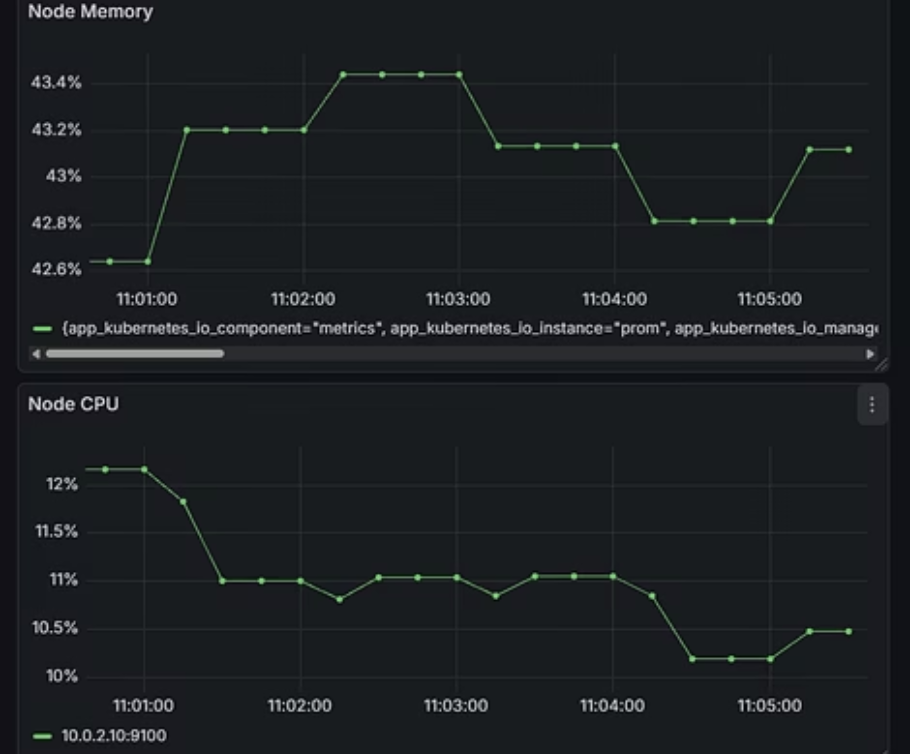 Node Memory
43.4%
43.2%
43%
42.8%
42.6%
11:01:00 11:02:00 11:03:00 11:04:00 11:05:00
{app_kubernetes_io_component="metrics", app_kubernetes_io_instance="prom", app_kubernetes_io_manage
Node CPU
12%
11.5%
11%
10.5%
10%
11:01:00 11:02:00 11:03:00 11:04:00 11:05:00
10.0.2.10:9100